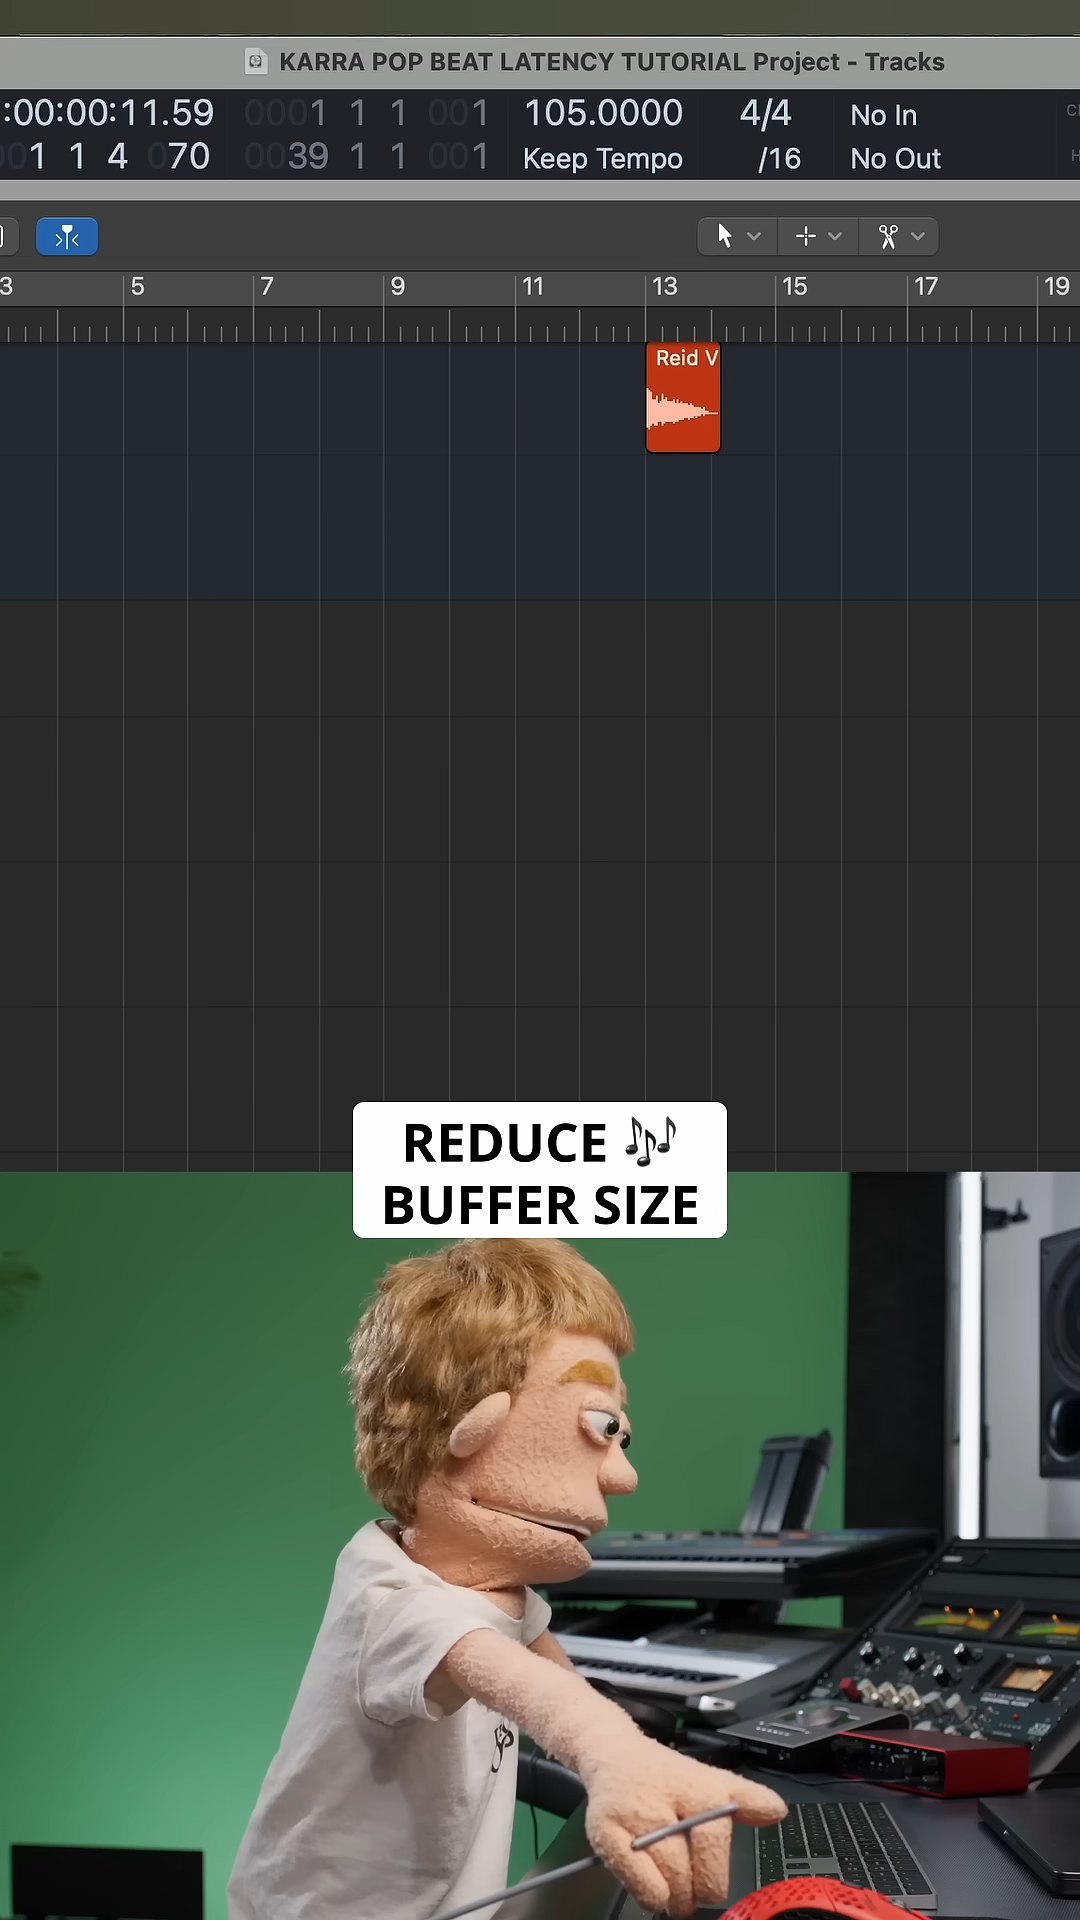 KARRA POP BEAT LATENCY TUTORIAL Project - Tracks
:00:00:11.59 0001 1 1 001 105.0000 4/4 No In
001 1 4 070 0039 1 1 001 Keep Tempo /16 No Out
3 5 7 9 11 13 15 17 19
Reid V
REDUCE 🎶
BUFFER SIZE